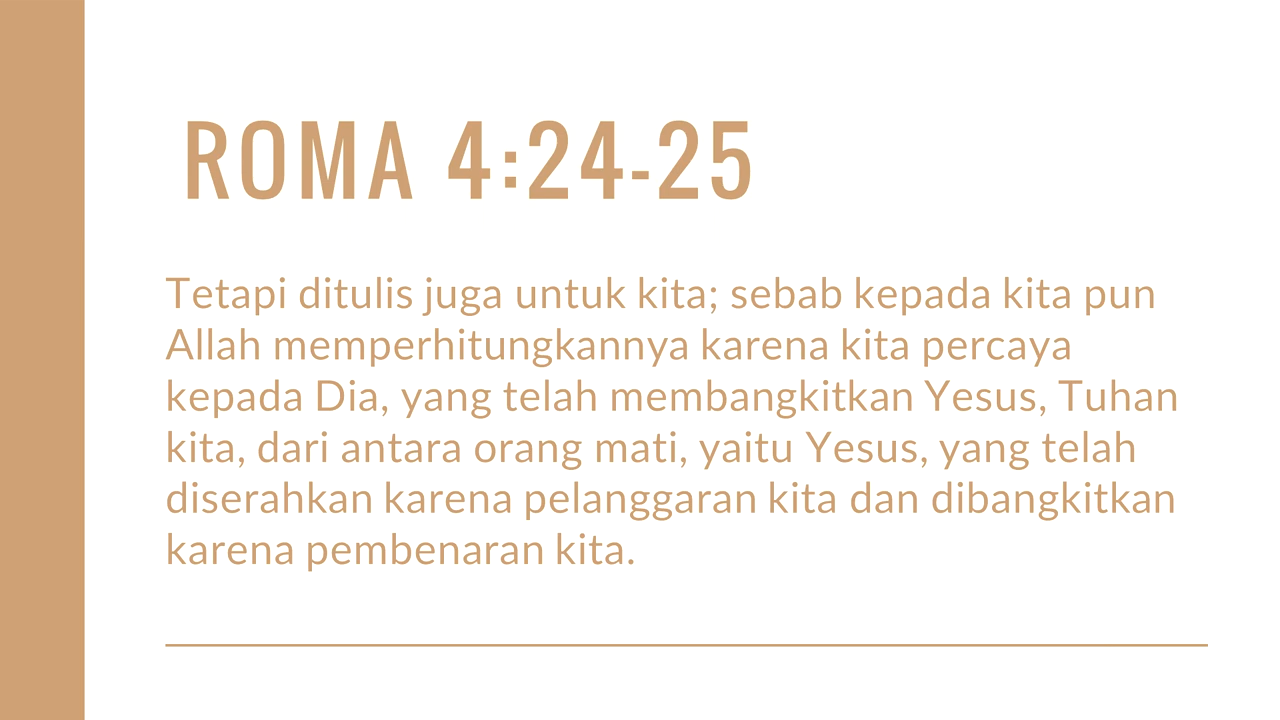 ROMA 4:24-25
Tetapi ditulis juga untuk kita; sebab kepada kita pun
Allah memperhitungkannya karena kita percaya
kepada Dia, yang telah membangkitkan Yesus, Tuhan
kita, dari antara orang mati, yaitu Yesus, yang telah
diserahkan karena pelanggaran kita dan dibangkitkan
karena pembenaran kita.